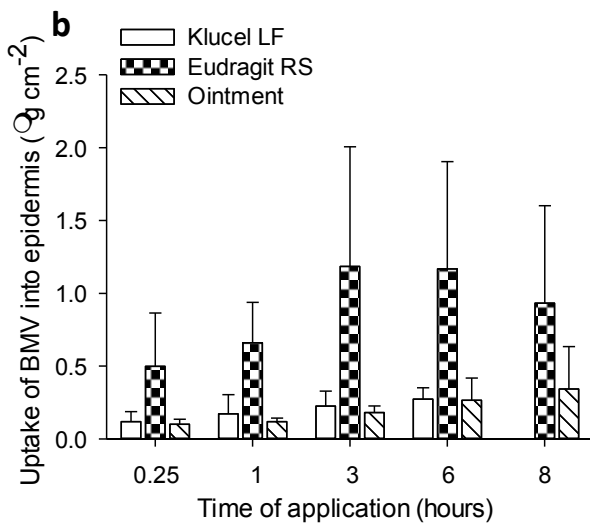 b
Klucel LF
Eudragit RS
Ointment
Uptake of BMV into epidermis (g cm⁻²)
2.5
2.0
1.5
1.0
0.5
0.0
0.25 1 3 6 8
Time of application (hours)